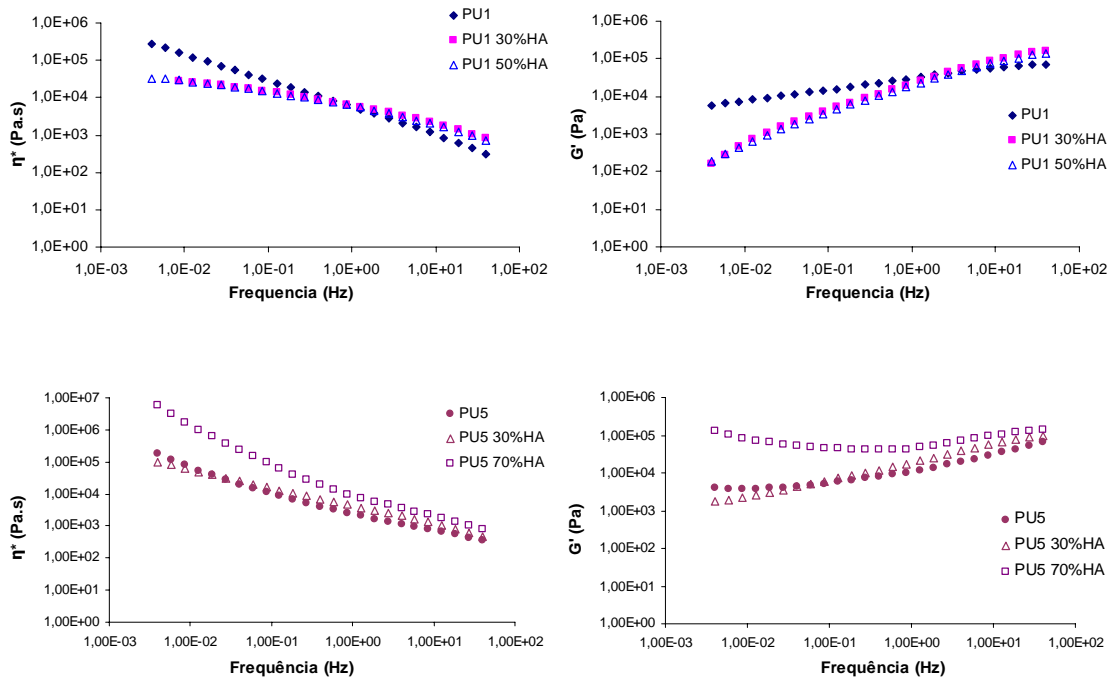 η* (Pa.s)
1,0E+06
1,0E+05
1,0E+04
1,0E+03
1,0E+02
1,0E+01
1,0E+00
1,0E-03 1,0E-02 1,0E-01 1,0E+00 1,0E+01 1,0E+02
Frequencia (Hz)
PU1
PU1 30%HA
PU1 50%HA
G' (Pa)
1,0E+06
1,0E+05
1,0E+04
1,0E+03
1,0E+02
1,0E+01
1,0E+00
1,0E-03 1,0E-02 1,0E-01 1,0E+00 1,0E+01 1,0E+02
Frequencia (Hz)
PU1
PU1 30%HA
PU1 50%HA
η* (Pa.s)
1,00E+07
1,00E+06
1,00E+05
1,00E+04
1,00E+03
1,00E+02
1,00E+01
1,00E+00
1,00E-03 1,00E-02 1,00E-01 1,00E+00 1,00E+01 1,00E+02
Frequência (Hz)
PU5
PU5 30%HA
PU5 70%HA
G' (Pa)
1,00E+06
1,00E+05
1,00E+04
1,00E+03
1,00E+02
1,00E+01
1,00E+00
1,00E-03 1,00E-02 1,00E-01 1,00E+00 1,00E+01 1,00E+02
Frequência (Hz)
PU5
PU5 30%HA
PU5 70%HA